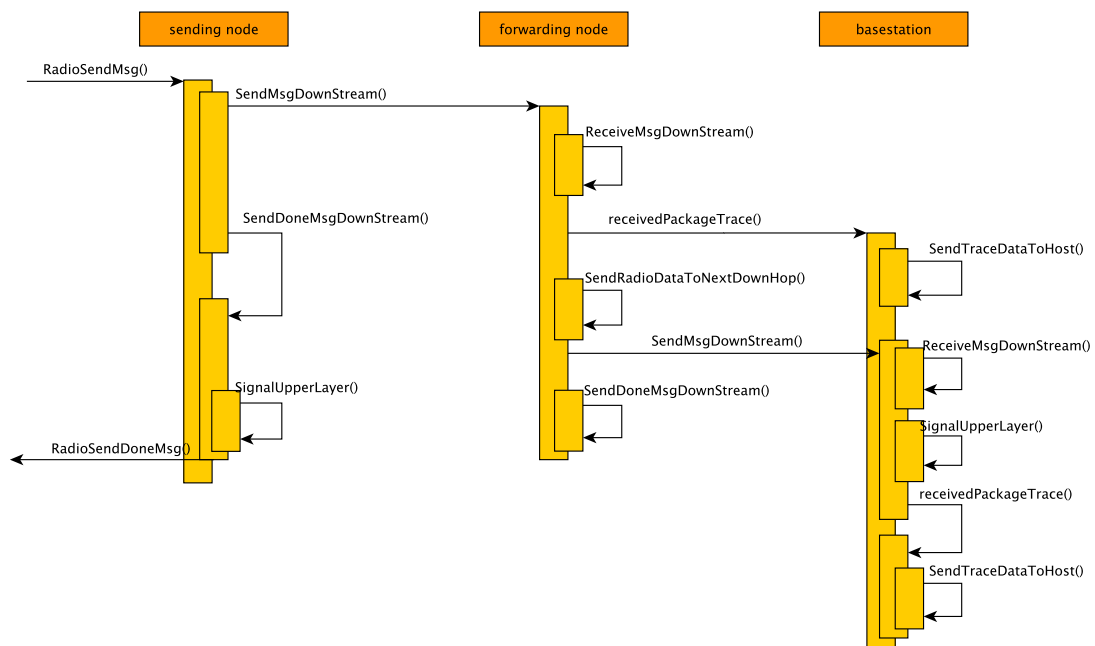 sending node
forwarding node
basestation
RadioSendMsg()
SendMsgDownStream()
ReceiveMsgDownStream()
SendDoneMsgDownStream()
receivedPackageTrace()
SendTraceDataToHost()
SendRadioDataToNextDownHop()
SendMsgDownStream()
ReceiveMsgDownStream()
SignalUpperLayer()
SendDoneMsgDownStream()
SignalUpperLayer()
RadioSendDoneMsg()
receivedPackageTrace()
SendTraceDataToHost()